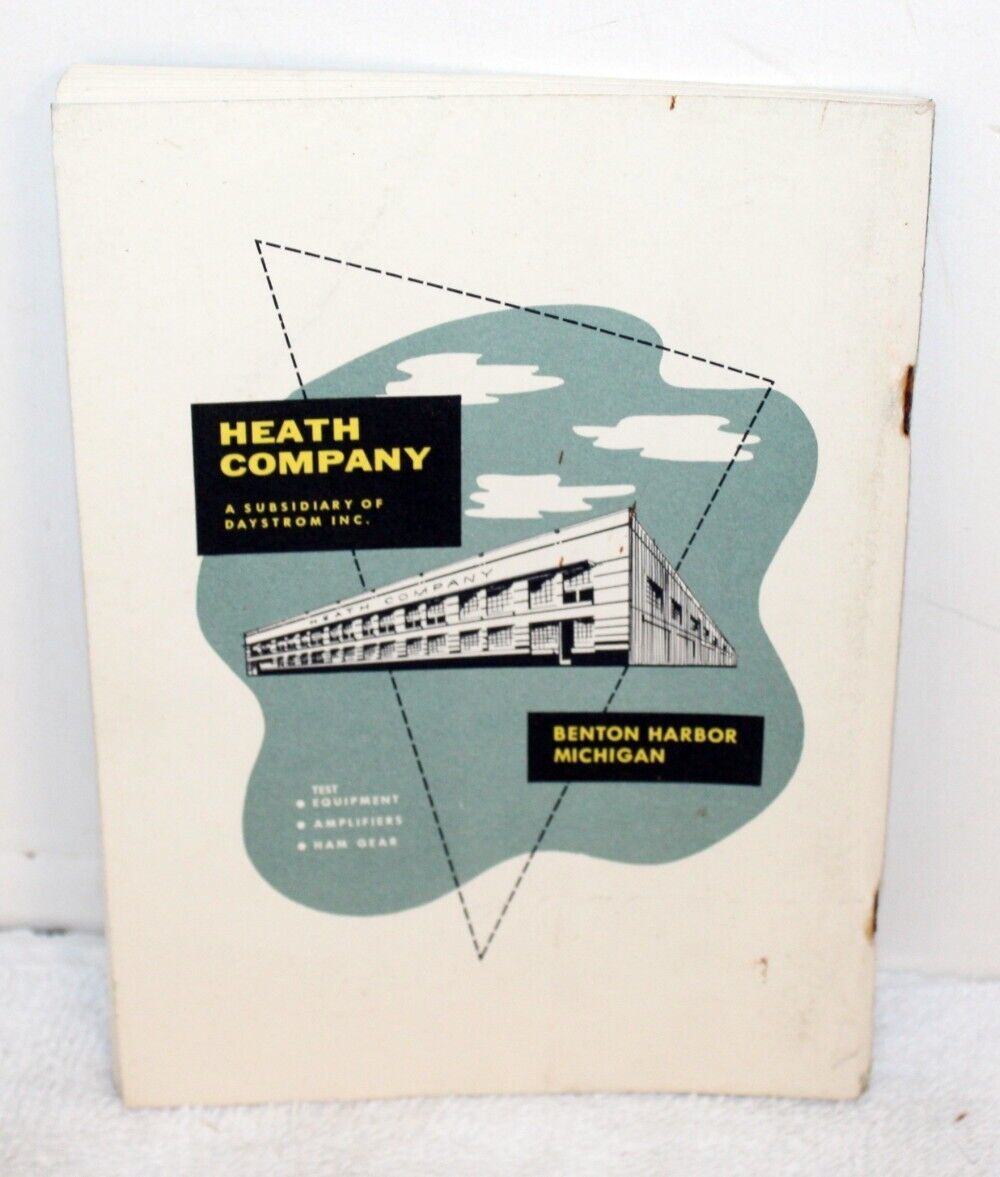 HEATH
COMPANY
A SUBSIDIARY OF
DAYSTROM INC.
HEATH COMPANY
BENTON HARBOR
MICHIGAN
TEST
• EQUIPMENT
• AMPLIFIERS
• HAM GEAR